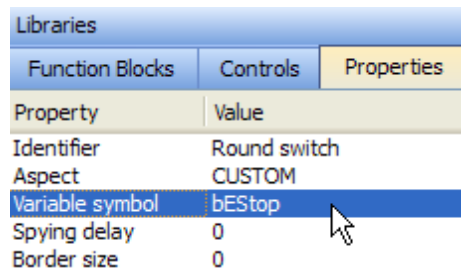 Libraries
Function Blocks Controls Properties
Property Value
Identifier Round switch
Aspect CUSTOM
Variable symbol bEStop
Spying delay 0
Border size 0